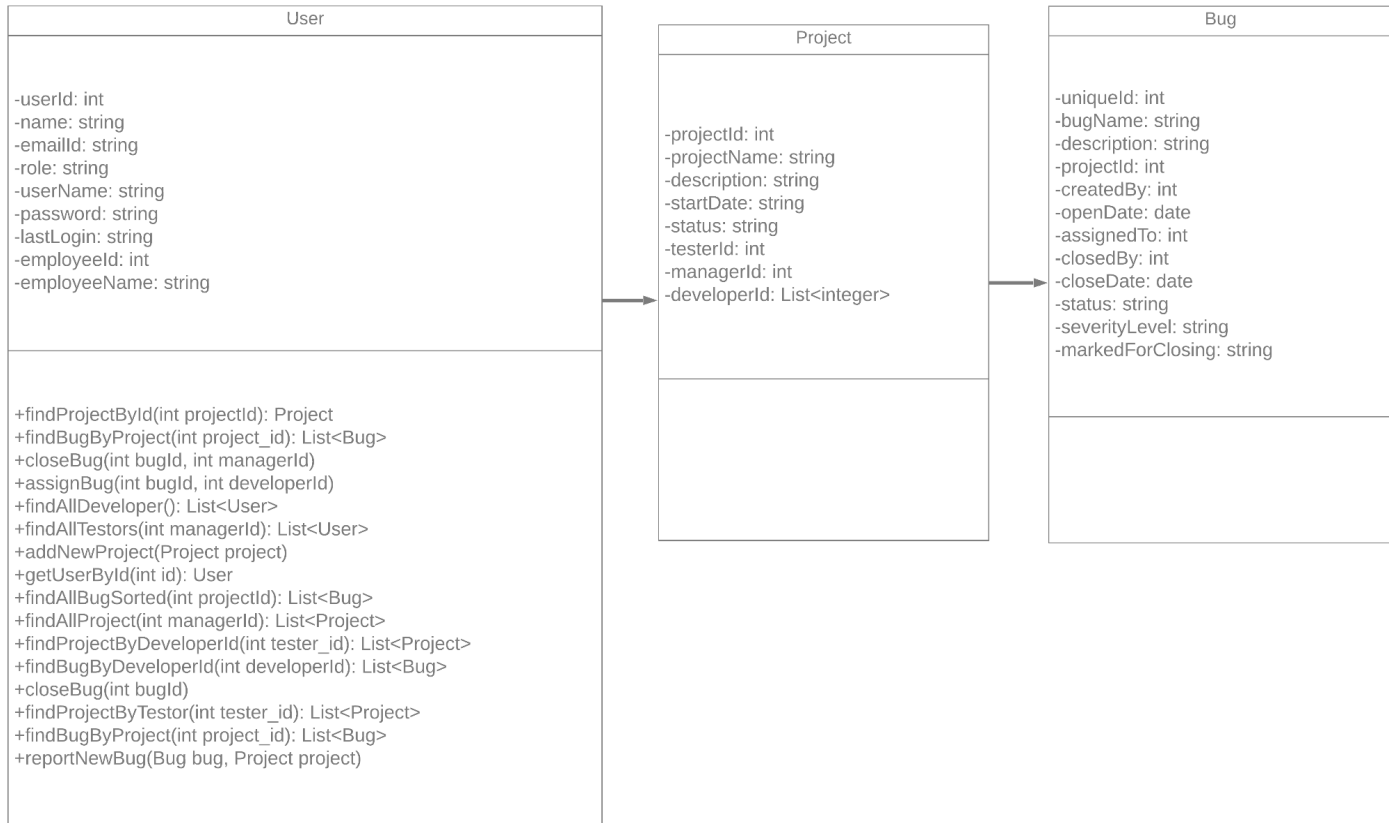 User
-userId: int
-name: string
-emailId: string
-role: string
-userName: string
-password: string
-lastLogin: string
-employeeId: int
-employeeName: string
+findProjectById(int projectId): Project
+findBugByProject(int project_id): List<Bug>
+closeBug(int bugId, int managerId)
+assignBug(int bugId, int developerId)
+findAllDeveloper(): List<User>
+findAllTestors(int managerId): List<User>
+addNewProject(Project project)
+getUserById(int id): User
+findAllBugSorted(int projectId): List<Bug>
+findAllProject(int managerId): List<Project>
+findProjectByDeveloperId(int tester_id): List<Project>
+findBugByDeveloperId(int developerId): List<Bug>
+closeBug(int bugId)
+findProjectByTestor(int tester_id): List<Project>
+findBugByProject(int project_id): List<Bug>
+reportNewBug(Bug bug, Project project)
Project
-projectId: int
-projectName: string
-description: string
-startDate: string
-status: string
-testerId: int
-managerId: int
-developerId: List<integer>
Bug
-uniqueId: int
-bugName: string
-description: string
-projectId: int
-createdBy: int
-openDate: date
-assignedTo: int
-closedBy: int
-closeDate: date
-status: string
-severityLevel: string
-markedForClosing: string